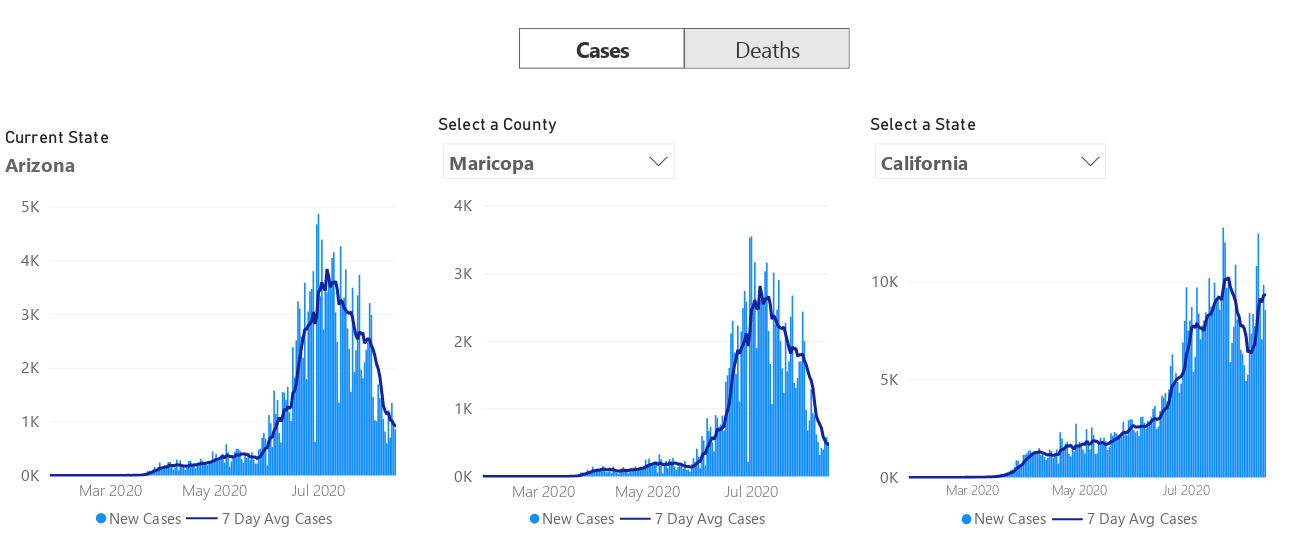 Cases Deaths
Current State
Arizona
5K
4K
3K
2K
1K
0K
Mar 2020 May 2020 Jul 2020
New Cases 7 Day Avg Cases
Select a County
Maricopa
4K
3K
2K
1K
0K
Mar 2020 May 2020 Jul 2020
New Cases 7 Day Avg Cases
Select a State
California
10K
5K
0K
Mar 2020 May 2020 Jul 2020
New Cases 7 Day Avg Cases